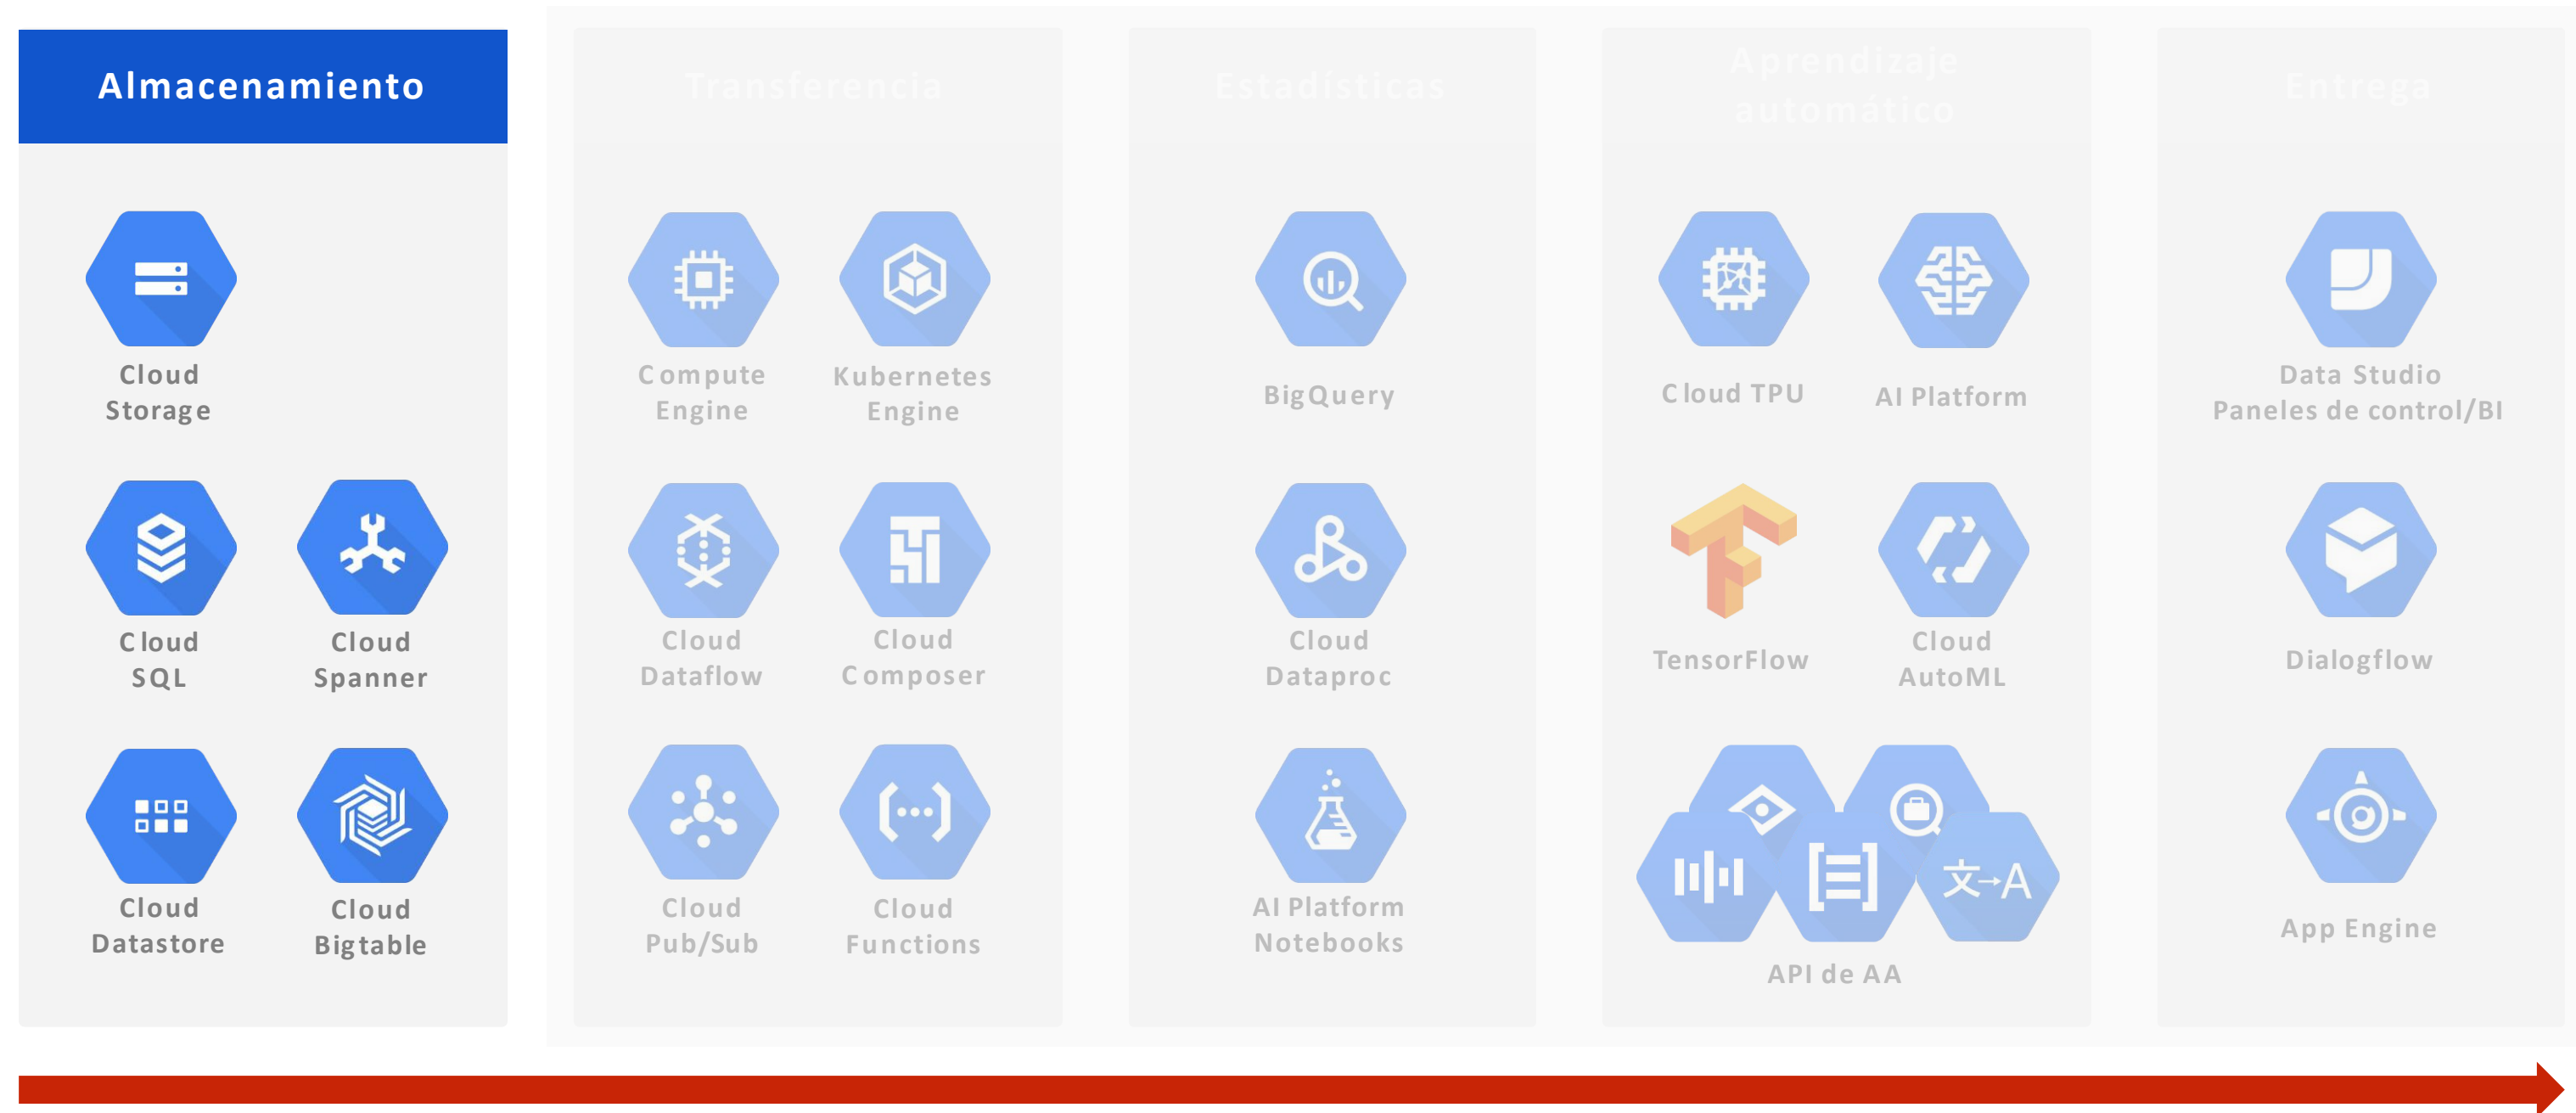 Almacenamiento
Cloud
Storage
Cloud
SQL
Cloud
Spanner
Cloud
Datastore
Cloud
Bigtable
Transferencia
Compute
Engine
Kubernetes
Engine
Cloud
Dataflow
Cloud
Composer
Cloud
Pub/Sub
Cloud
Functions
Estadísticas
BigQuery
Cloud
Dataproc
AI Platform
Notebooks
Aprendizaje
automático
Cloud TPU
AI Platform
TensorFlow
Cloud
AutoML
文→A
API de AA
Entrega
Data Studio
Paneles de control/BI
Dialogflow
App Engine